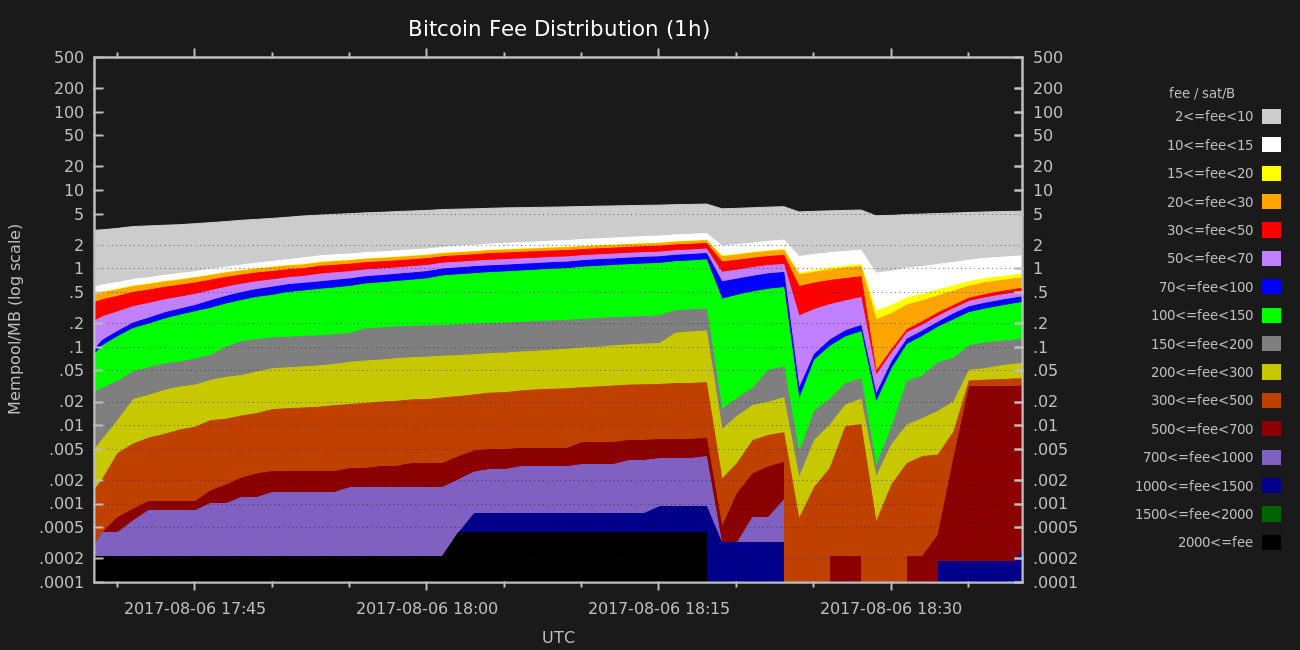 Bitcoin Fee Distribution (1h)
Mempool/MB (log scale)
500
200
100
50
20
10
5
2
1
.5
.2
.1
.05
.02
.01
.005
.002
.001
.0005
.0002
.0001
500
200
100
50
20
10
5
2
1
.5
.2
.1
.05
.02
.01
.005
.002
.001
.0005
.0002
.0001
2017-08-06 17:45
2017-08-06 18:00
2017-08-06 18:15
2017-08-06 18:30
UTC
fee / sat/B
2<=fee<10
10<=fee<15
15<=fee<20
20<=fee<30
30<=fee<50
50<=fee<70
70<=fee<100
100<=fee<150
150<=fee<200
200<=fee<300
300<=fee<500
500<=fee<700
700<=fee<1000
1000<=fee<1500
1500<=fee<2000
2000<=fee